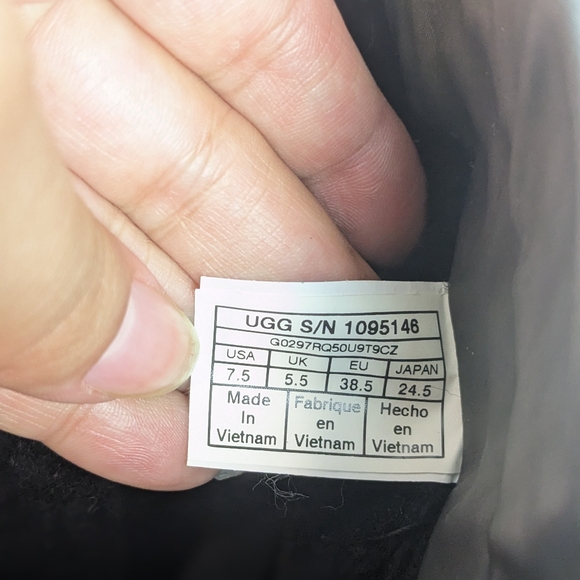 UGG S/N 1095146
G0297RQ50U9T9CZ
USA UK EU JAPAN
7.5 5.5 38.5 24.5
Made Fabrique Hecho
In en en
Vietnam Vietnam Vietnam